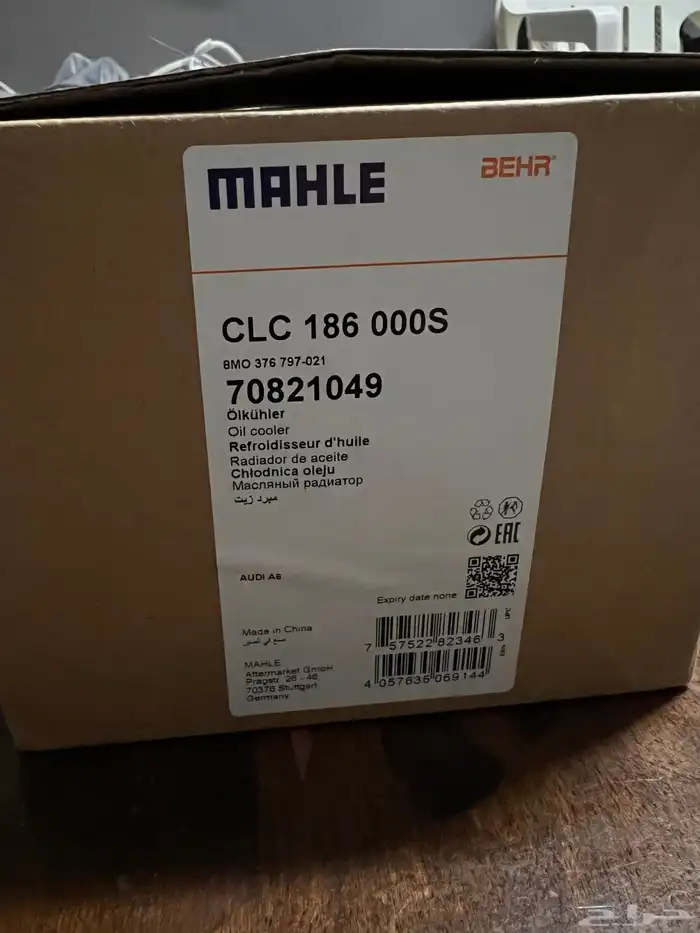 MAHLE
BEHR®
CLC 186 000S
8MO 376 797-021
70821049
Ölkühler
Oil cooler
Refroidisseur d'huile
Radiador de aceite
Chłodnica oleju
Масляный радиатор
مبرد زيت
EAC
AUDI A6
Expiry date none
Made in China
صنع في الصين
7 57522 82346 3
MAHLE
Aftermarket GmbH
Pragstr. 26 - 46
70376 Stuttgart
Germany
4 057635 069144
حراج